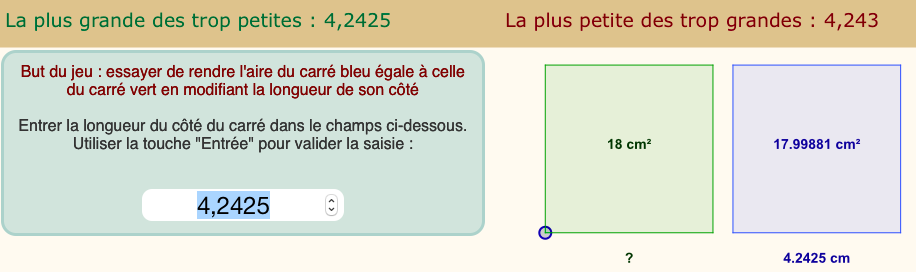 La plus grande des trop petites : 4,2425
La plus petite des trop grandes : 4,243
But du jeu : essayer de rendre l'aire du carré bleu égale à celle
du carré vert en modifiant la longueur de son côté
Entrer la longueur du côté du carré dans le champs ci-dessous.
Utiliser la touche "Entrée" pour valider la saisie :
4,2425
18 cm²
17.99881 cm²
?
4.2425 cm